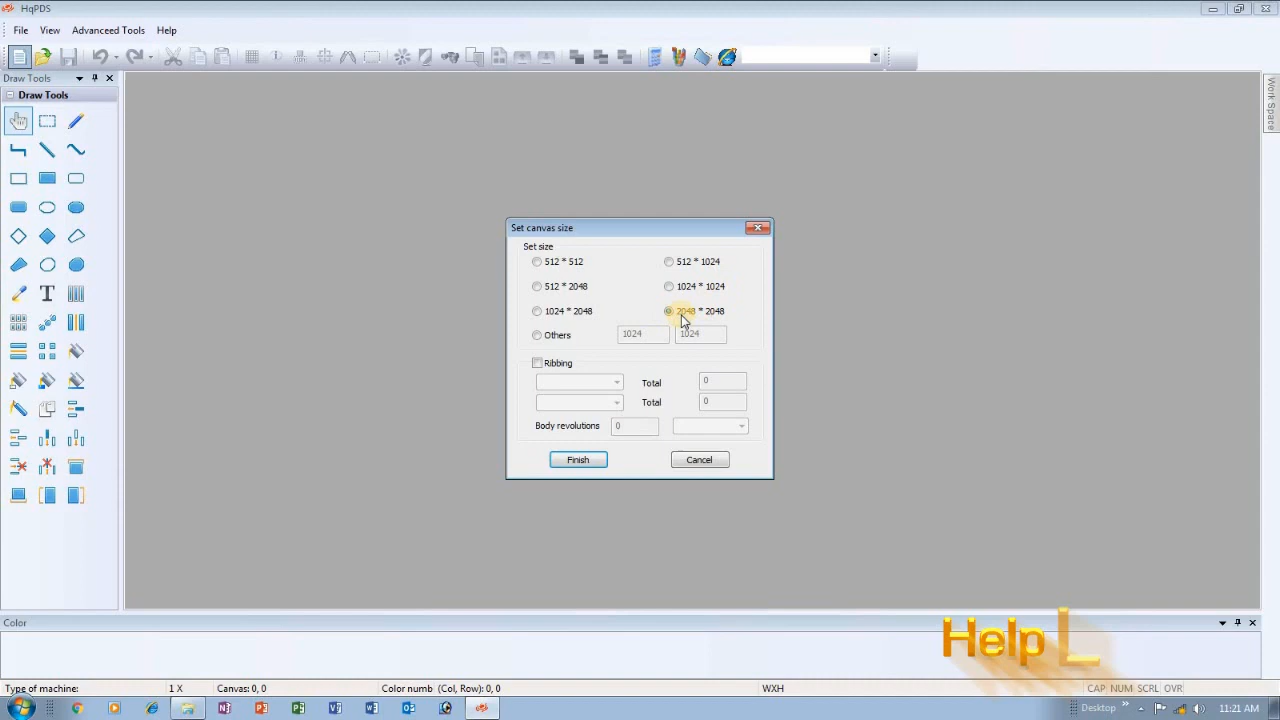 HqPDS
File View Advanceed Tools Help
Draw Tools
Draw Tools
Work Space
Set canvas size
Set size
512 * 512 512 * 1024
512 * 2048 1024 * 1024
1024 * 2048 2048 * 2048
Others 1024 1024
Ribbing
Total 0
Total 0
Body revolutions 0
Finish Cancel
Color
Help L
Type of machine: 1 X Canvas: 0, 0 Color numb (Col, Row): 0, 0 WXH CAP NUM SCRL OVR
Desktop 11:21 AM